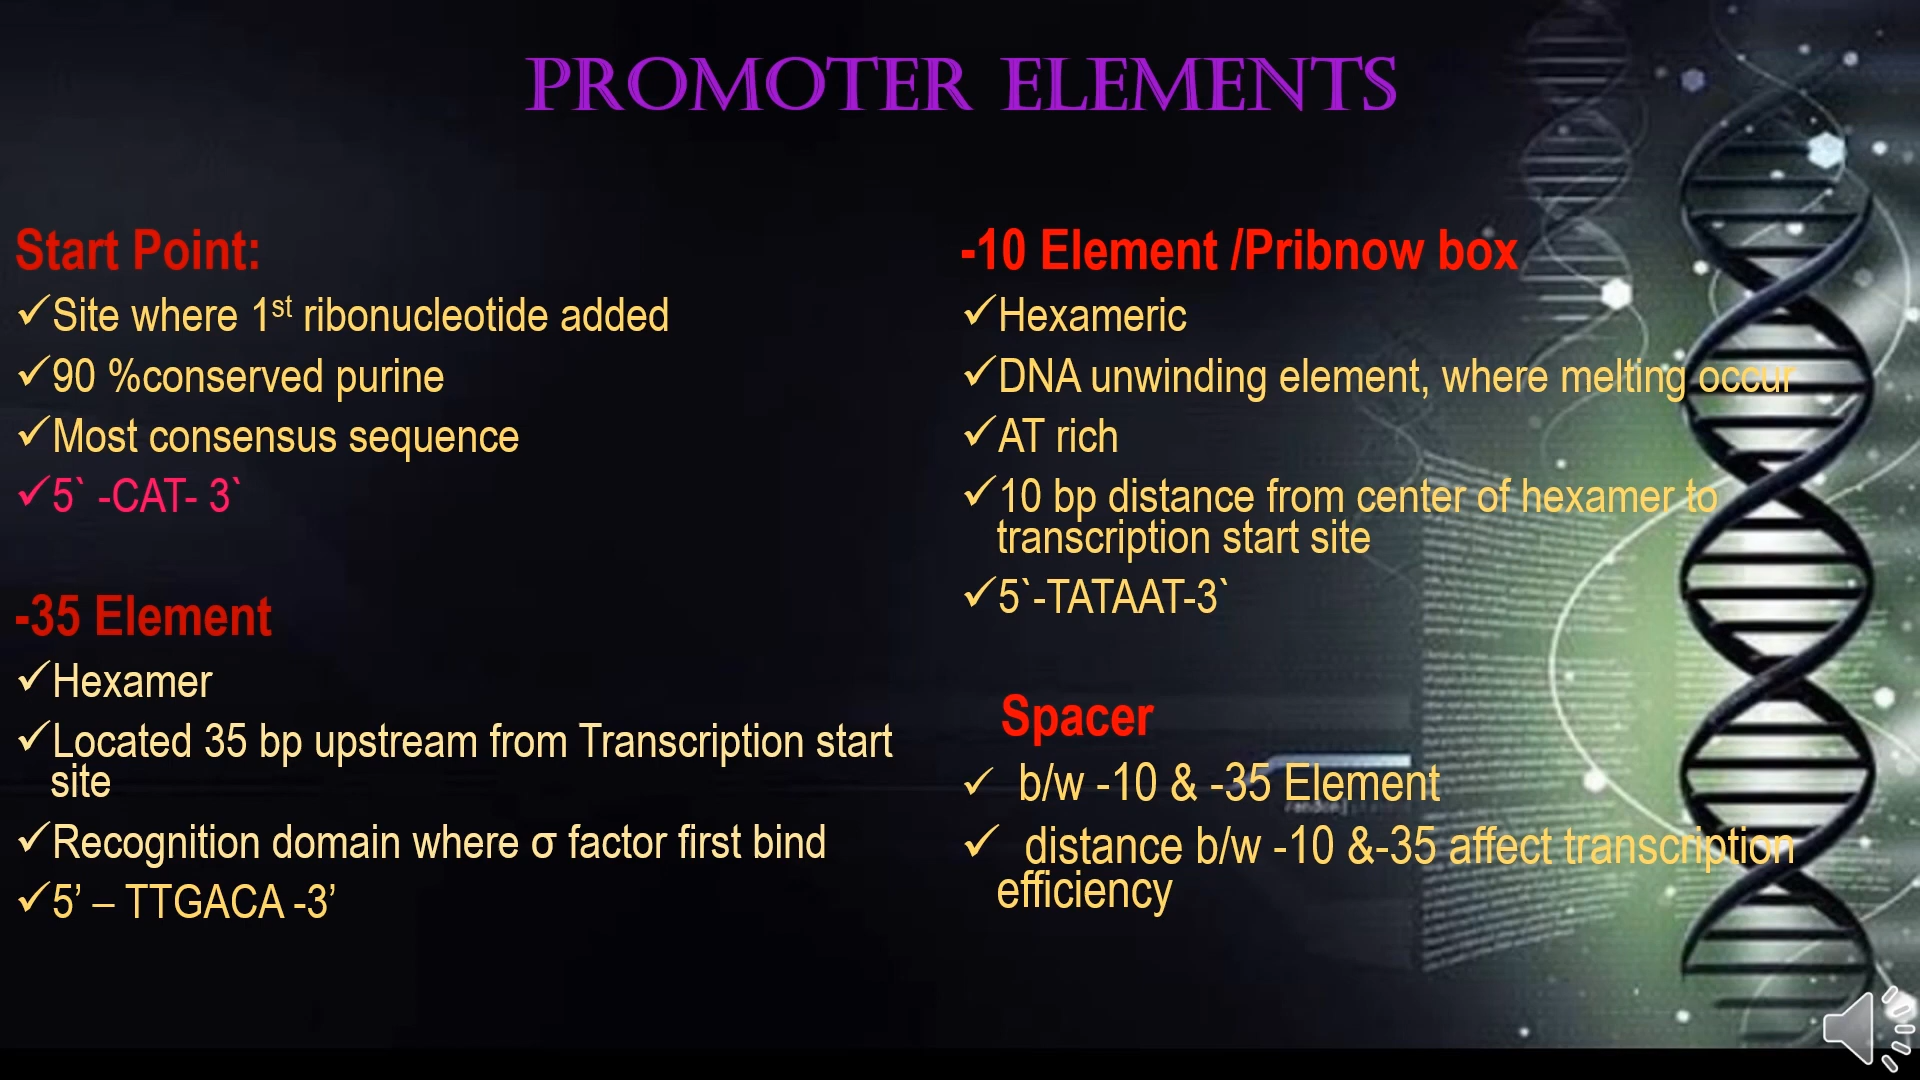 PROMOTER ELEMENTS
Start Point:
✓Site where 1st ribonucleotide added
✓90 %conserved purine
✓Most consensus sequence
✓5` -CAT- 3`
-35 Element
✓Hexamer
✓Located 35 bp upstream from Transcription start
site
✓Recognition domain where σ factor first bind
✓5’ – TTGACA -3’
-10 Element /Pribnow box
✓Hexameric
✓DNA unwinding element, where melting occur
✓AT rich
✓10 bp distance from center of hexamer to
transcription start site
✓5`-TATAAT-3`
Spacer
✓ b/w -10 & -35 Element
✓ distance b/w -10 &-35 affect transcription
efficiency